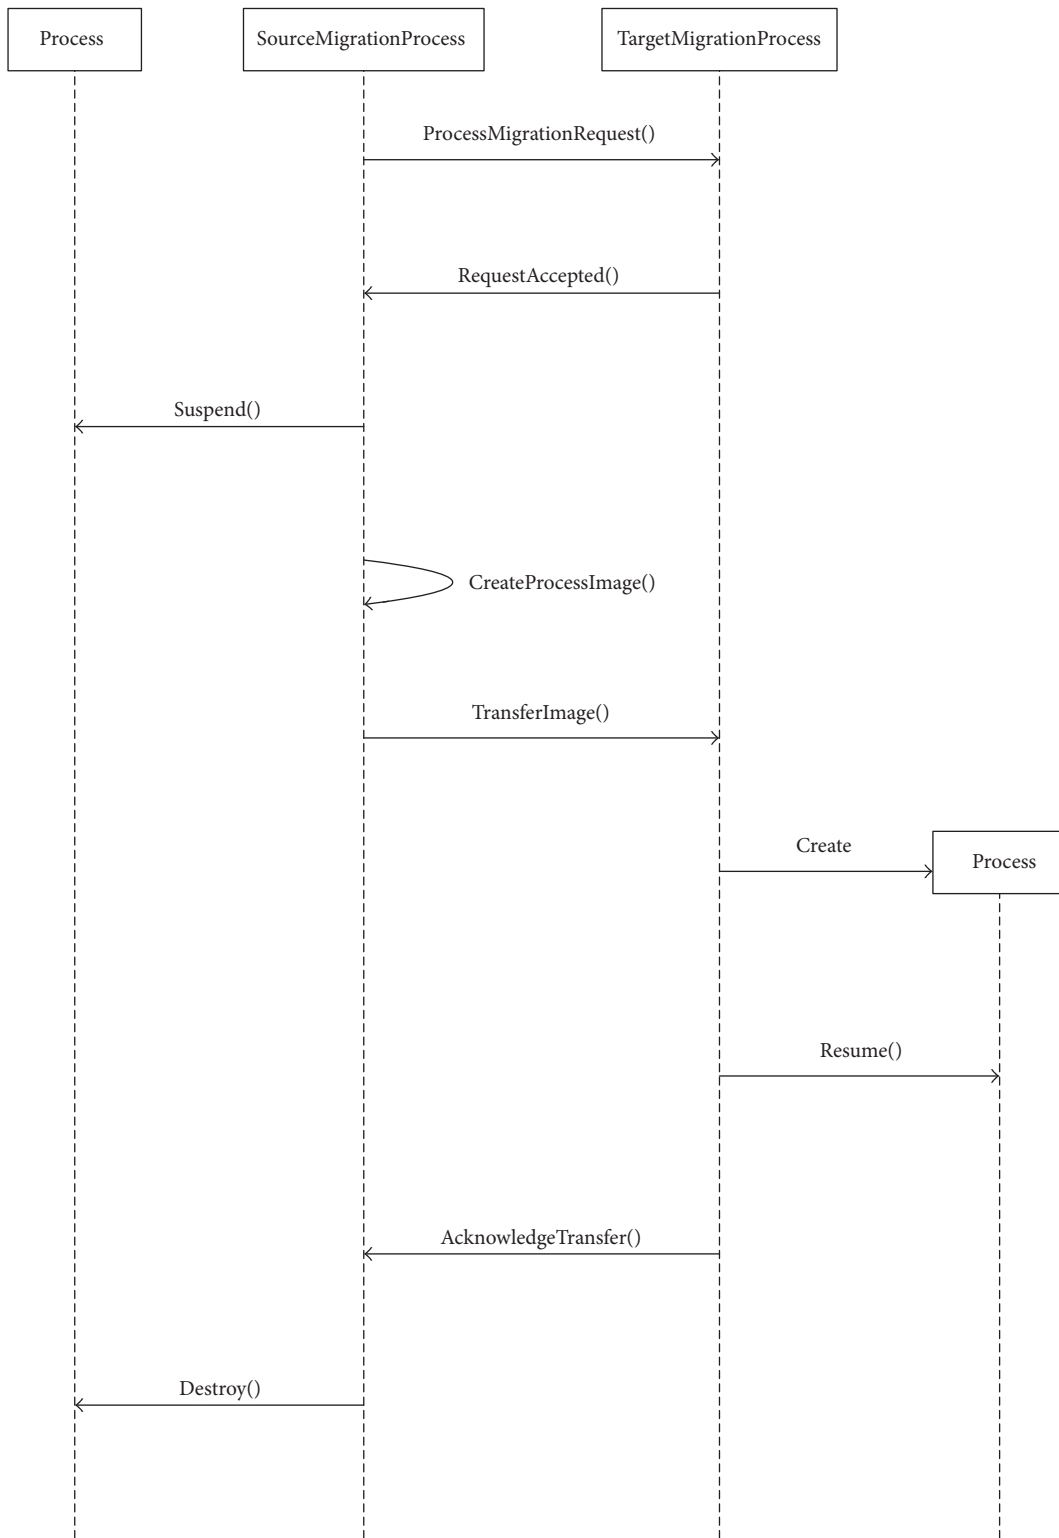 Process
SourceMigrationProcess
TargetMigrationProcess
ProcessMigrationRequest()
RequestAccepted()
Suspend()
CreateProcessImage()
TransferImage()
Create
Process
Resume()
AcknowledgeTransfer()
Destroy()